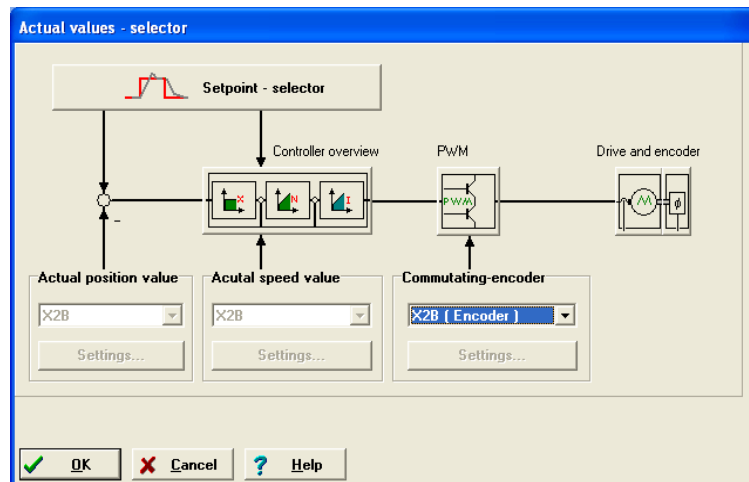 Actual values - selector
Setpoint - selector
Controller overview
PWM
Drive and encoder
X
N
I
PWM
M
ϕ
–
Actual position value
Acutal speed value
Commutating-encoder
X2B
X2B
X2B ( Encoder )
Settings...
Settings...
Settings...
OK
Cancel
? Help